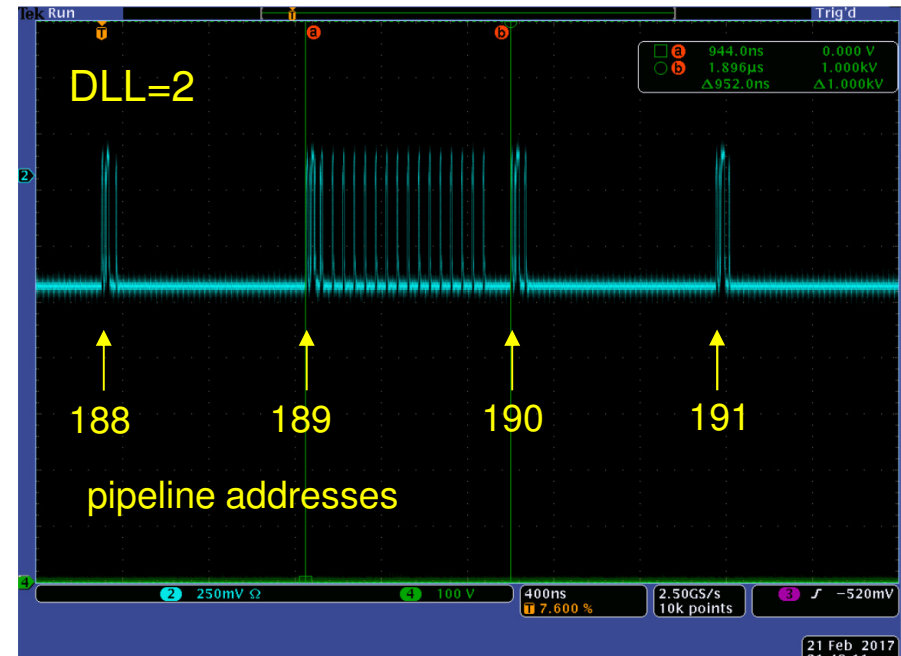 Tek Run Trig'd
T
T a b
a 944.0ns 0.000 V
b 1.896µs 1.000kV
Δ952.0ns Δ1.000kV
DLL=2
2
188 189 190 191
pipeline addresses
4
2 250mV Ω 4 100 V 400ns 2.50GS/s 3 -520mV
T 7.600 % 10k points
21 Feb 2017